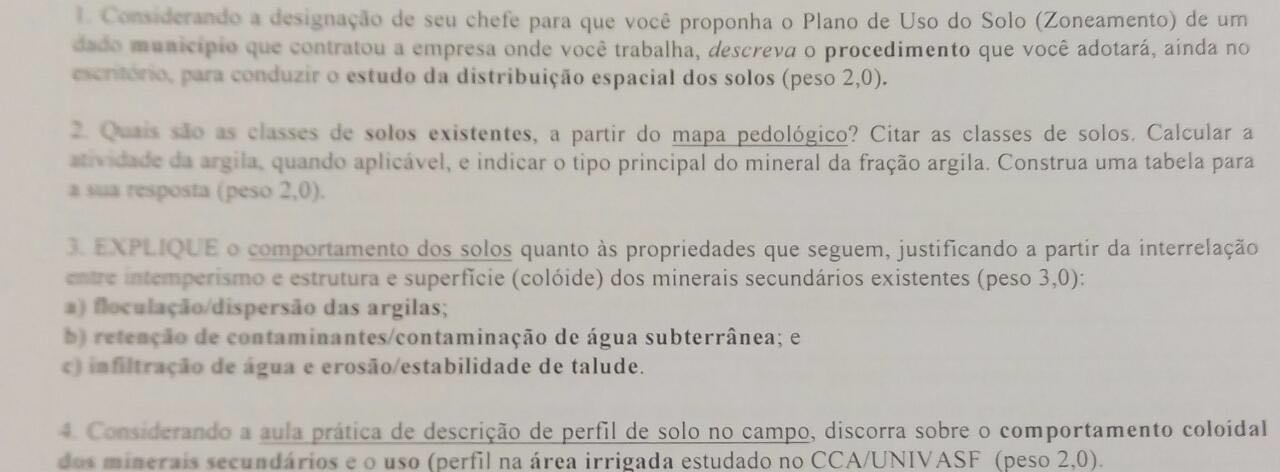 1. Considerando a designação de seu chefe para que você proponha o Plano de Uso do Solo (Zoneamento) de um
dado município que contratou a empresa onde você trabalha, descreva o procedimento que você adotará, ainda no
escritório, para conduzir o estudo da distribuição espacial dos solos (peso 2,0).
2. Quais são as classes de solos existentes, a partir do mapa pedológico? Citar as classes de solos. Calcular a
atividade da argila, quando aplicável, e indicar o tipo principal do mineral da fração argila. Construa uma tabela para
a sua resposta (peso 2,0).
3. EXPLIQUE o comportamento dos solos quanto às propriedades que seguem, justificando a partir da interrelação
entre intemperismo e estrutura e superfície (colóide) dos minerais secundários existentes (peso 3,0):
a) floculação/dispersão das argilas;
b) retenção de contaminantes/contaminação de água subterrânea; e
c) infiltração de água e erosão/estabilidade de talude.
4. Considerando a aula prática de descrição de perfil de solo no campo, discorra sobre o comportamento coloidal
dos minerais secundários e o uso (perfil na área irrigada estudado no CCA/UNIVASF (peso 2,0).